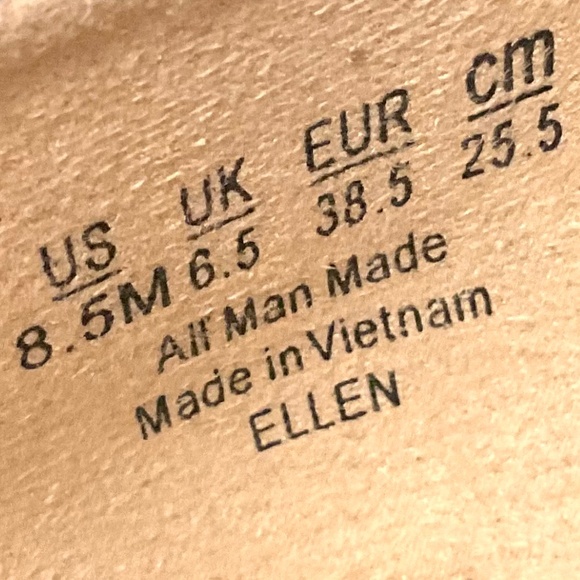 US UK EUR cm
8.5M 6.5 38.5 25.5
All Man Made
Made in Vietnam
ELLEN